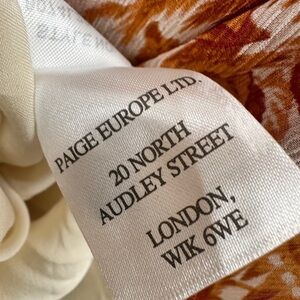 PAIGE EUROPE LTD.
20 NORTH
AUDLEY STREET
LONDON,
WIK 6WE